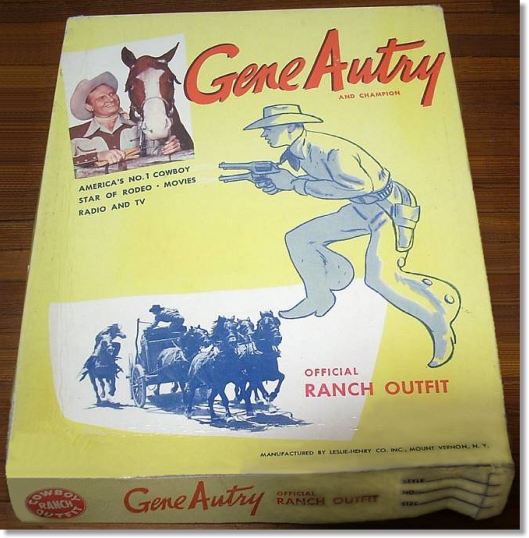 Gene Autry
AND CHAMPION
AMERICA'S NO. 1 COWBOY
STAR OF RODEO • MOVIES
RADIO AND TV
OFFICIAL
RANCH OUTFIT
MANUFACTURED BY LESLIE-HENRY CO. INC., MOUNT VERNON, N. Y.
COWBOY
RANCH
OUTFIT
Gene Autry
OFFICIAL
RANCH OUTFIT
STYLE
NO.
SIZE